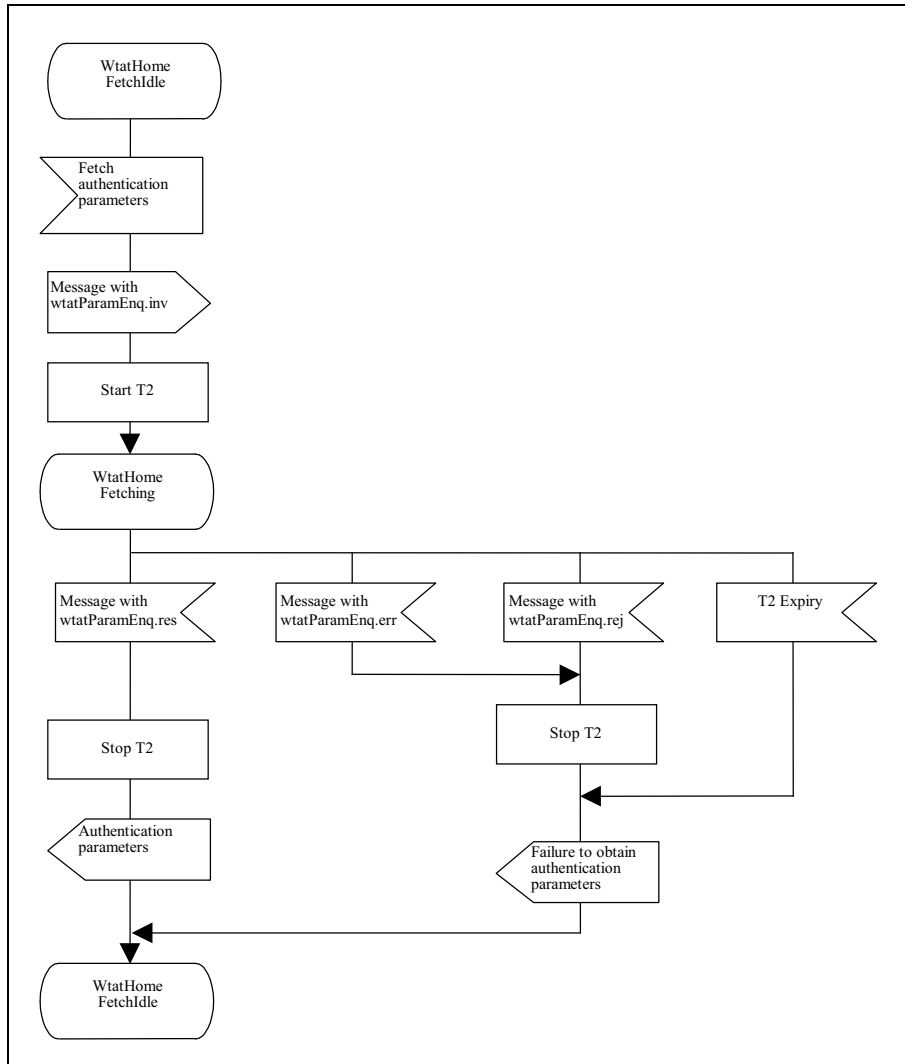 WtatHome
FetchIdle
Fetch
authentication
parameters
Message with
wtatParamEnq.inv
Start T2
WtatHome
Fetching
Message with
wtatParamEnq.res
Message with
wtatParamEnq.err
Message with
wtatParamEnq.rej
T2 Expiry
Stop T2
Stop T2
Authentication
parameters
Failure to obtain
authentication
parameters
WtatHome
FetchIdle